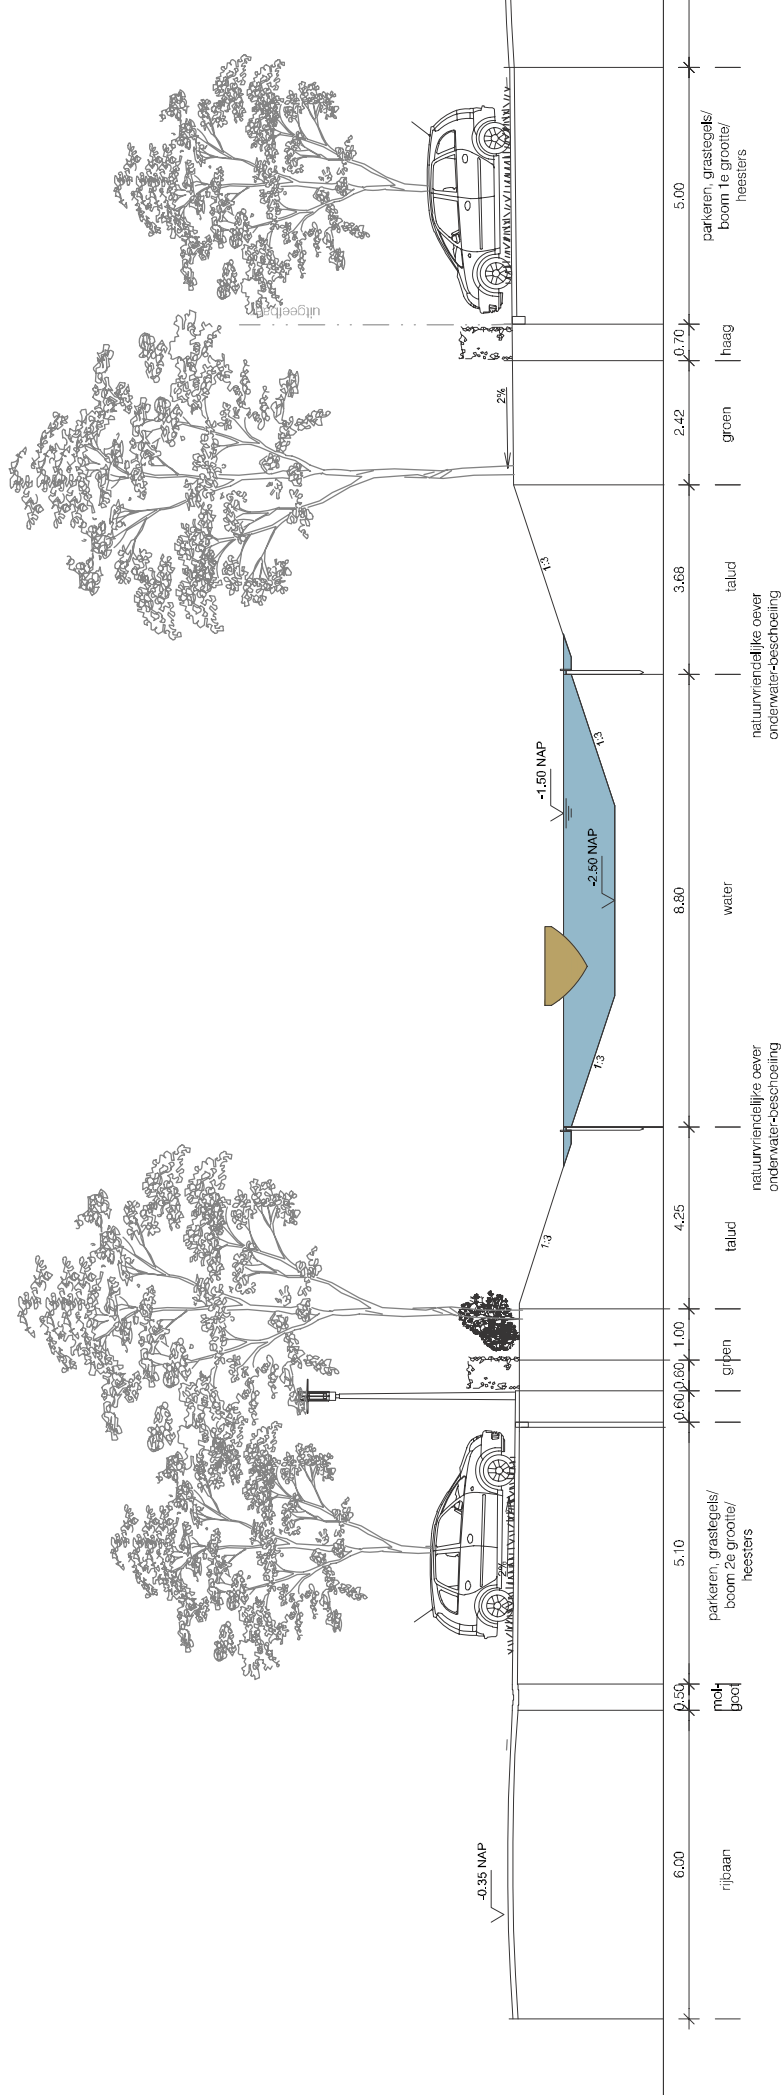 -0.35 NAP
2%
1:3
1:3
-2.50 NAP
-1.50 NAP
1:3
1:3
2%
6.00
0.50
5.10
0.60
0.60
1.00
4.25
8.80
3.68
2.42
0.70
5.00
rijbaan
mol-
goot
parkeren, grastegels/
boom 2e grootte/
heesters
groen
talud
natuurvriendelijke oever
onderwater-beschoeiing
water
natuurvriendelijke oever
onderwater-beschoeiing
talud
groen
haag
parkeren, grastegels/
boom 1e grootte/
heesters